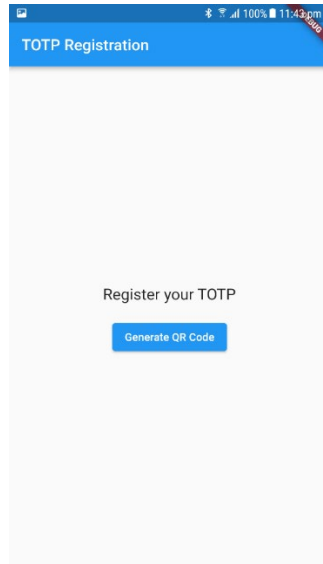 100% 11:43 pm
TOTP Registration
Register your TOTP
Generate QR Code